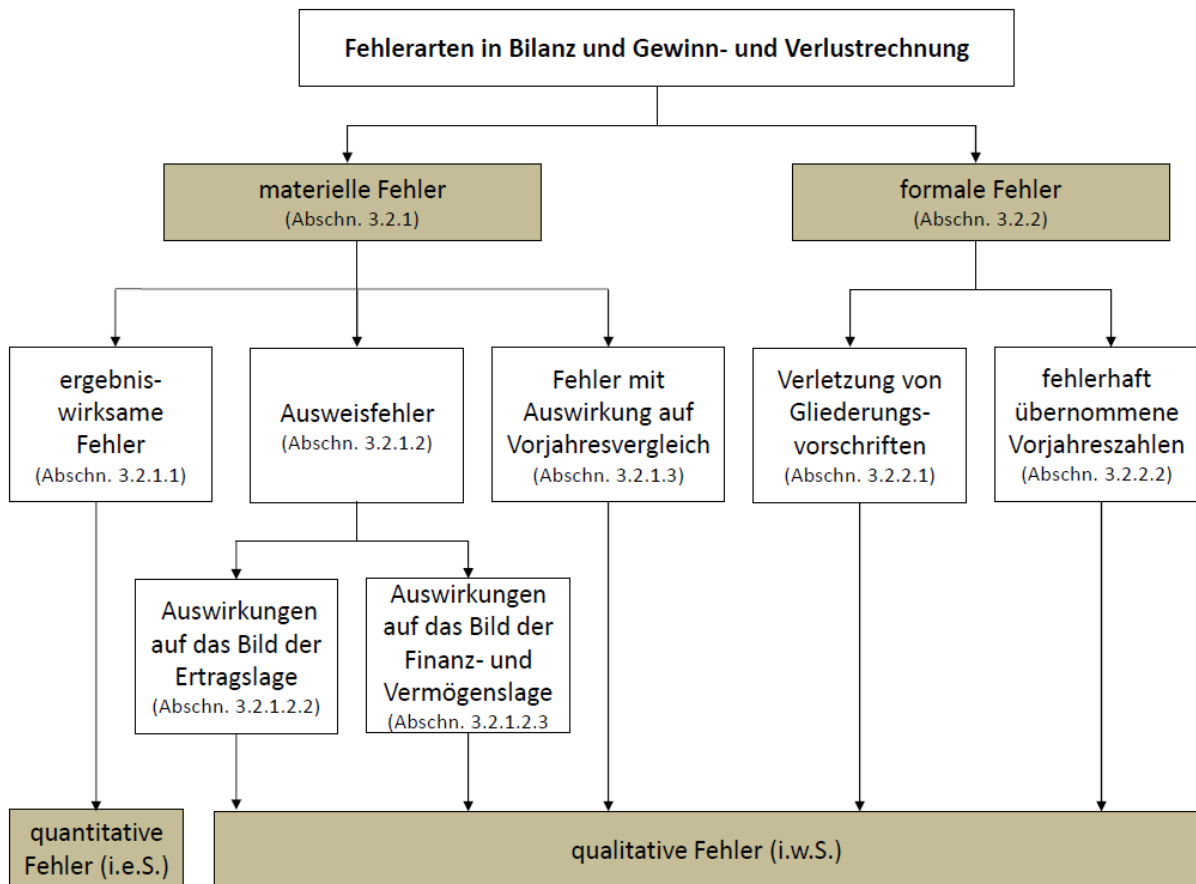 Fehlerarten in Bilanz und Gewinn- und Verlustrechnung
materielle Fehler
(Abschn. 3.2.1)
formale Fehler
(Abschn. 3.2.2)
ergebnis-
wirksame
Fehler
(Abschn. 3.2.1.1)
Ausweisfehler
(Abschn. 3.2.1.2)
Fehler mit
Auswirkung auf
Vorjahresvergleich
(Abschn. 3.2.1.3)
Verletzung von
Gliederungs-
vorschriften
(Abschn. 3.2.2.1)
fehlerhaft
übernommene
Vorjahreszahlen
(Abschn. 3.2.2.2)
Auswirkungen
auf das Bild der
Ertragslage
(Abschn. 3.2.1.2.2)
Auswirkungen
auf das Bild der
Finanz- und
Vermögenslage
(Abschn. 3.2.1.2.3
quantitative
Fehler (i.e.S.)
qualitative Fehler (i.w.S.)